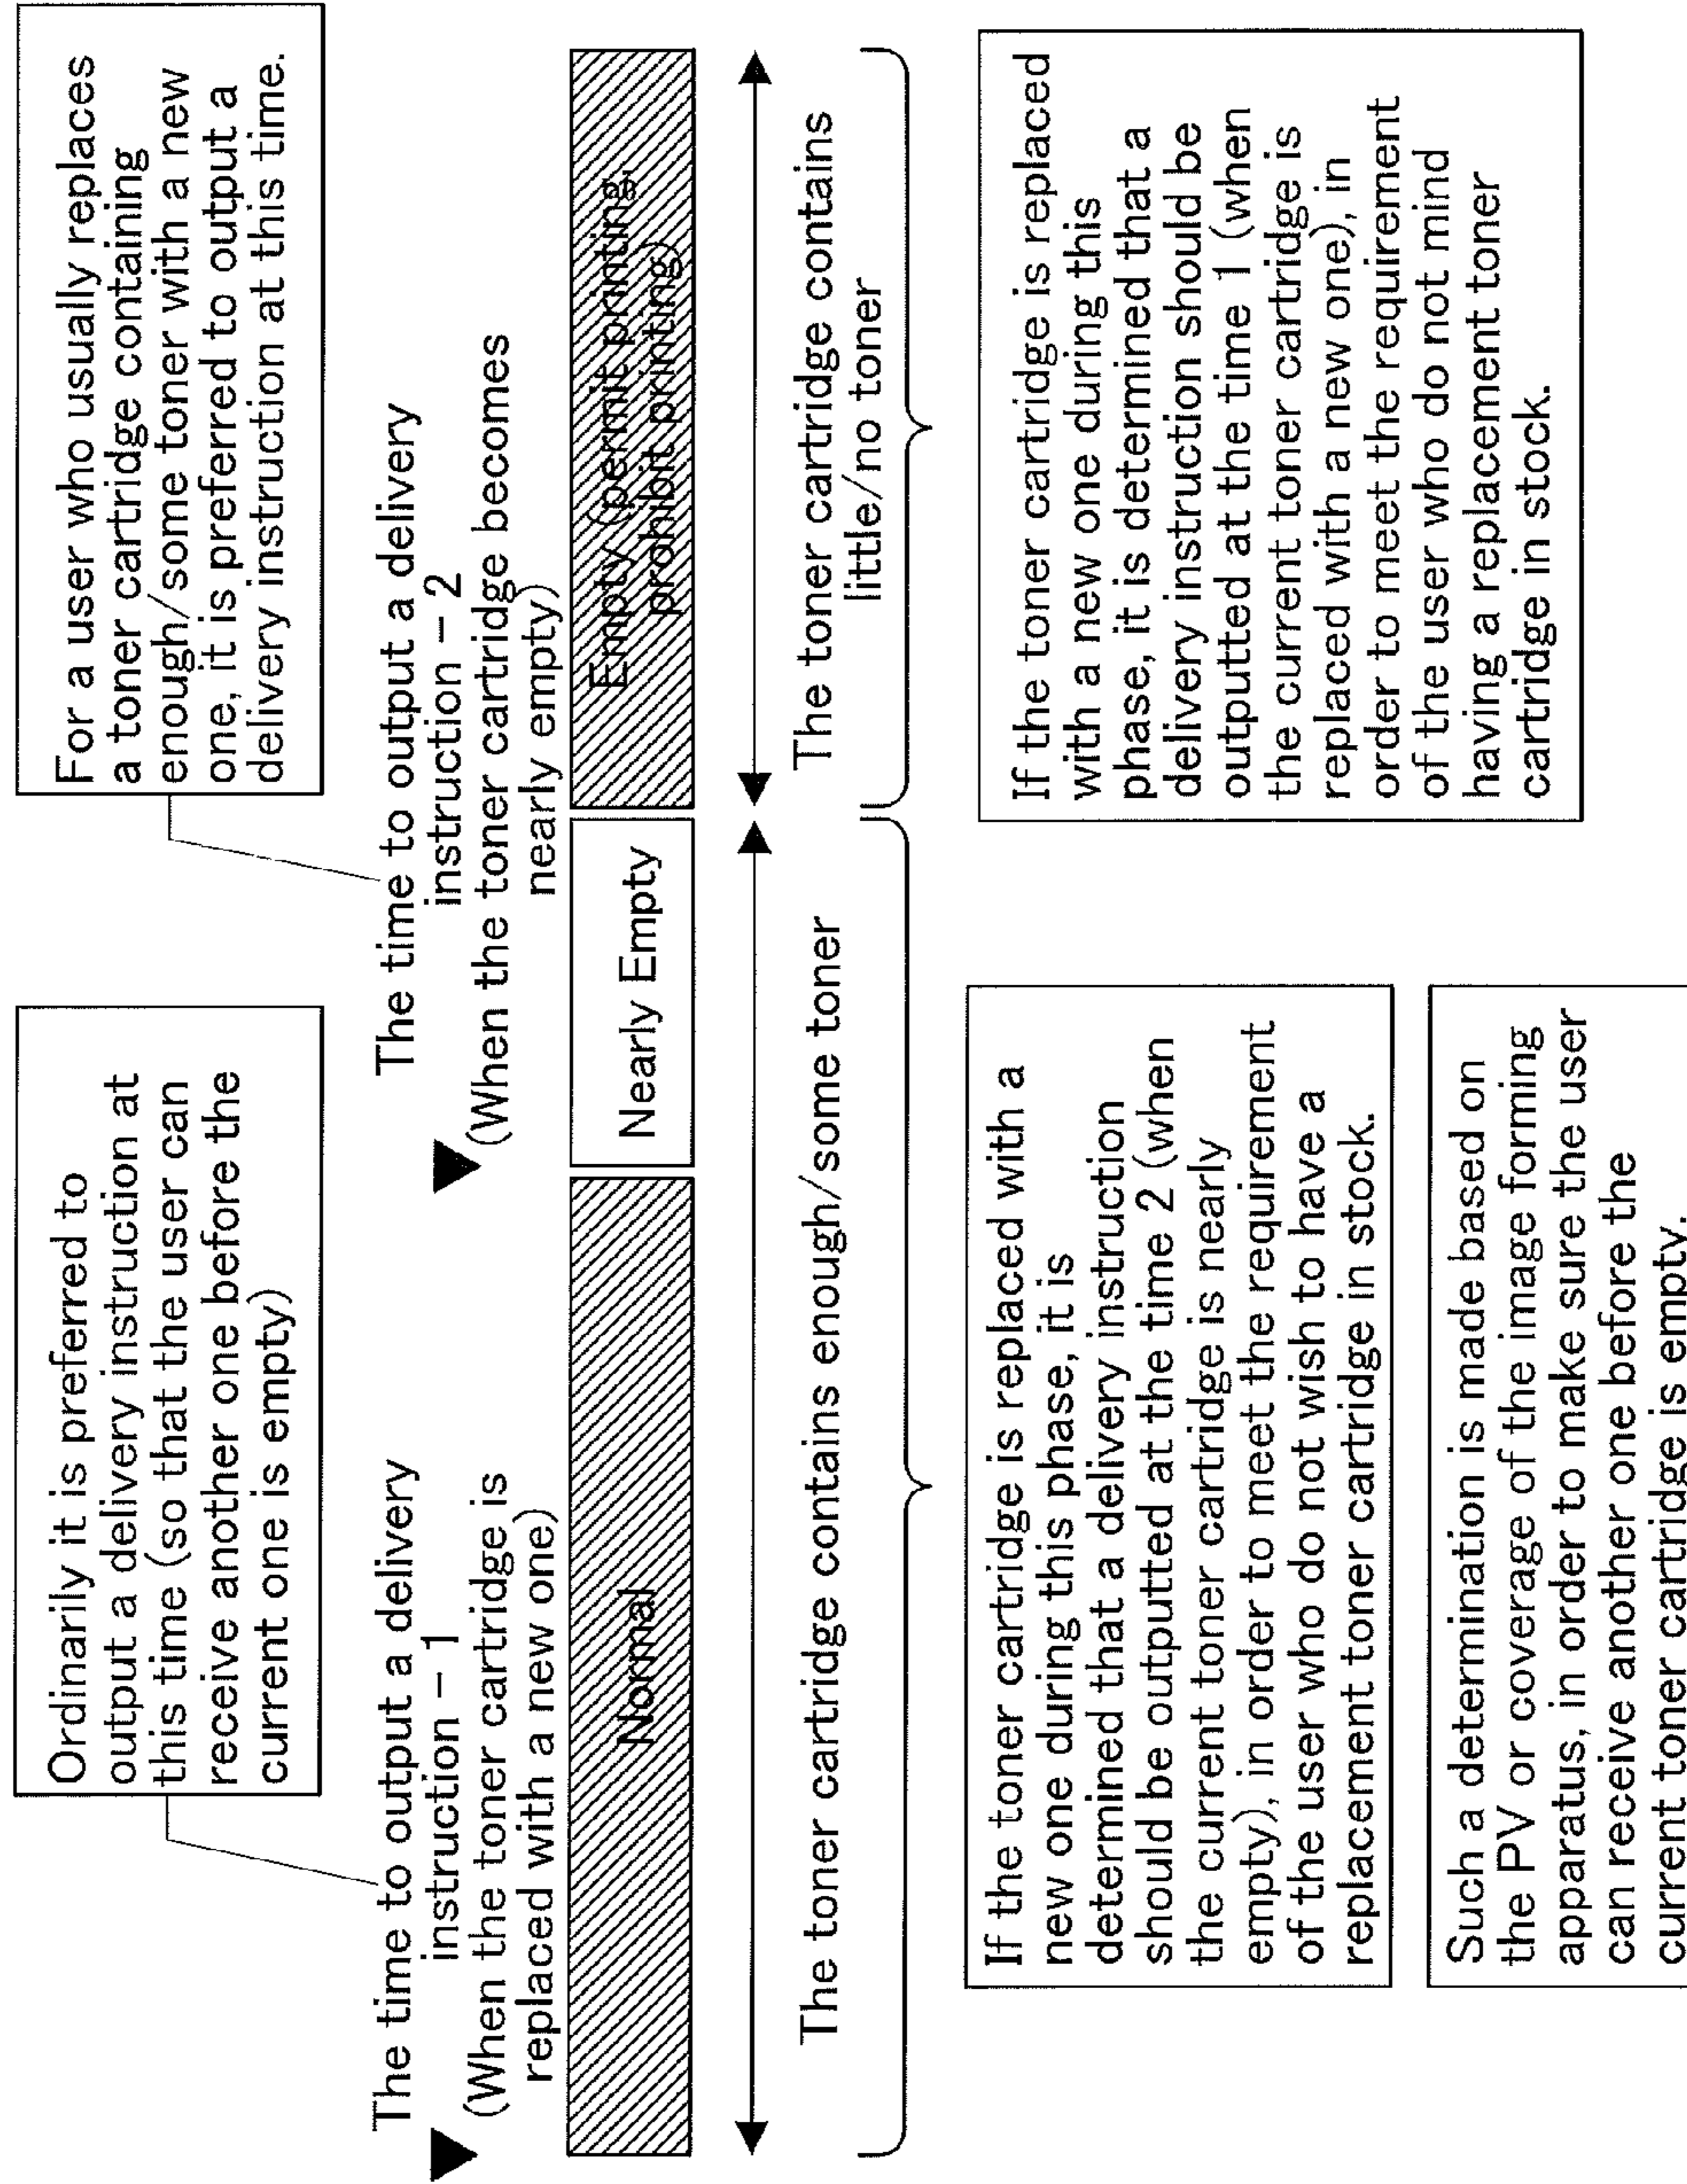 Ordinarily it is preferred to
output a delivery instruction at
this time (so that the user can
receive another one before the
current one is empty)
For a user who usually replaces
a toner cartridge containing
enough/some toner with a new
one, it is preferred to output a
delivery instruction at this time.
The time to output a delivery
instruction－1
(When the toner cartridge is
replaced with a new one)
The time to output a delivery
instruction－2
(When the toner cartridge becomes
nearly empty)
Normal
Nearly Empty
Empty (permit printing,
prohibit printing)
The toner cartridge contains enough/some toner
The toner cartridge contains
little/no toner
If the toner cartridge is replaced with a
new one during this phase, it is
determined that a delivery instruction
should be outputted at the time 2 (when
the current toner cartridge is nearly
empty), in order to meet the requirement
of the user who do not wish to have a
replacement toner cartridge in stock.
Such a determination is made based on
the PV or coverage of the image forming
apparatus, in order to make sure the user
can receive another one before the
current toner cartridge is empty.
If the toner cartridge is replaced
with a new one during this
phase, it is determined that a
delivery instruction should be
outputted at the time 1 (when
the current toner cartridge is
replaced with a new one), in
order to meet the requirement
of the user who do not mind
having a replacement toner
cartridge in stock.